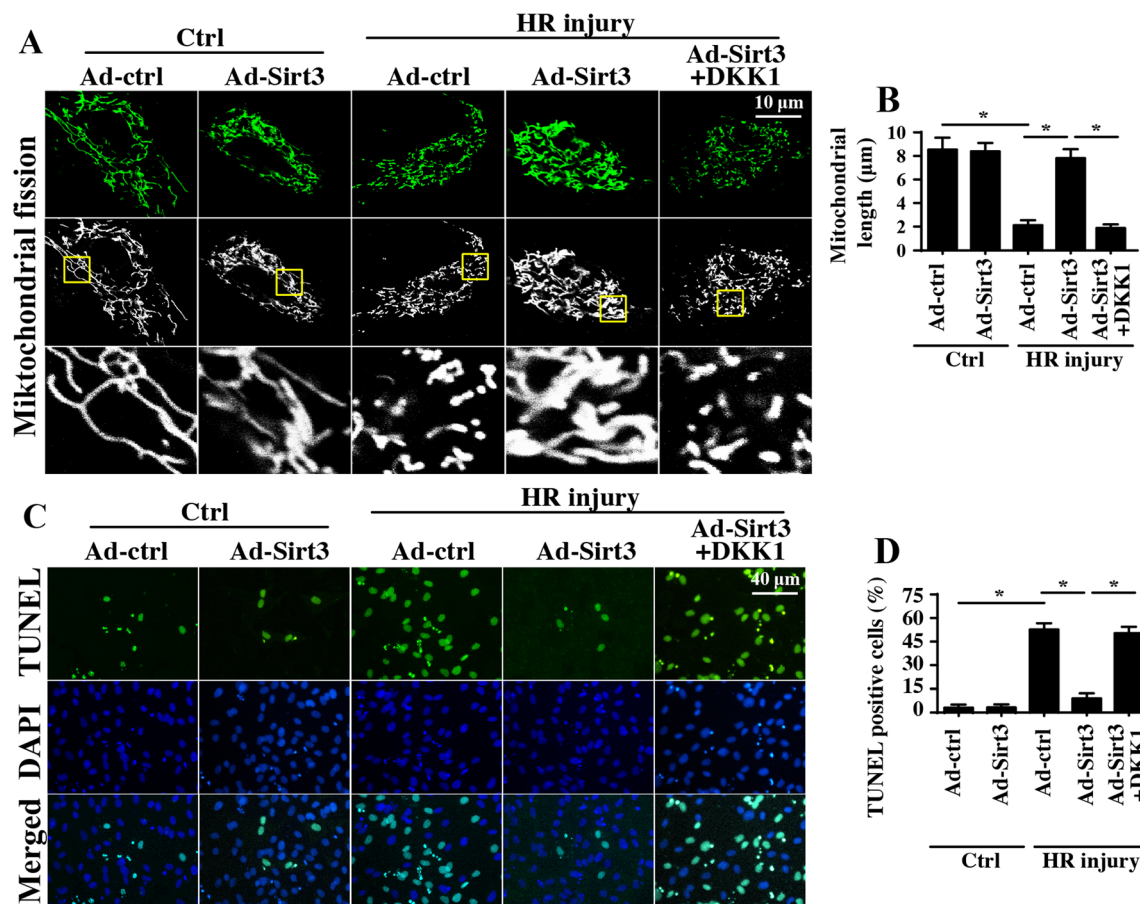 A
Ctrl
HR injury
Ad-ctrl
Ad-Sirt3
Ad-ctrl
Ad-Sirt3
Ad-Sirt3
+DKK1
10 μm
Miktochondrial fission
B
Mitochondrial
length (μm)
10
8
6
4
2
0
*
*
*
Ad-ctrl
Ad-Sirt3
Ad-ctrl
Ad-Sirt3
Ad-Sirt3
+DKK1
Ctrl
HR injury
C
Ctrl
HR injury
Ad-ctrl
Ad-Sirt3
Ad-ctrl
Ad-Sirt3
Ad-Sirt3
+DKK1
40 μm
TUNEL
DAPI
Merged
D
TUNEL positive cells (%)
75
60
45
30
15
0
*
*
*
Ad-ctrl
Ad-Sirt3
Ad-ctrl
Ad-Sirt3
Ad-Sirt3
+DKK1
Ctrl
HR injury